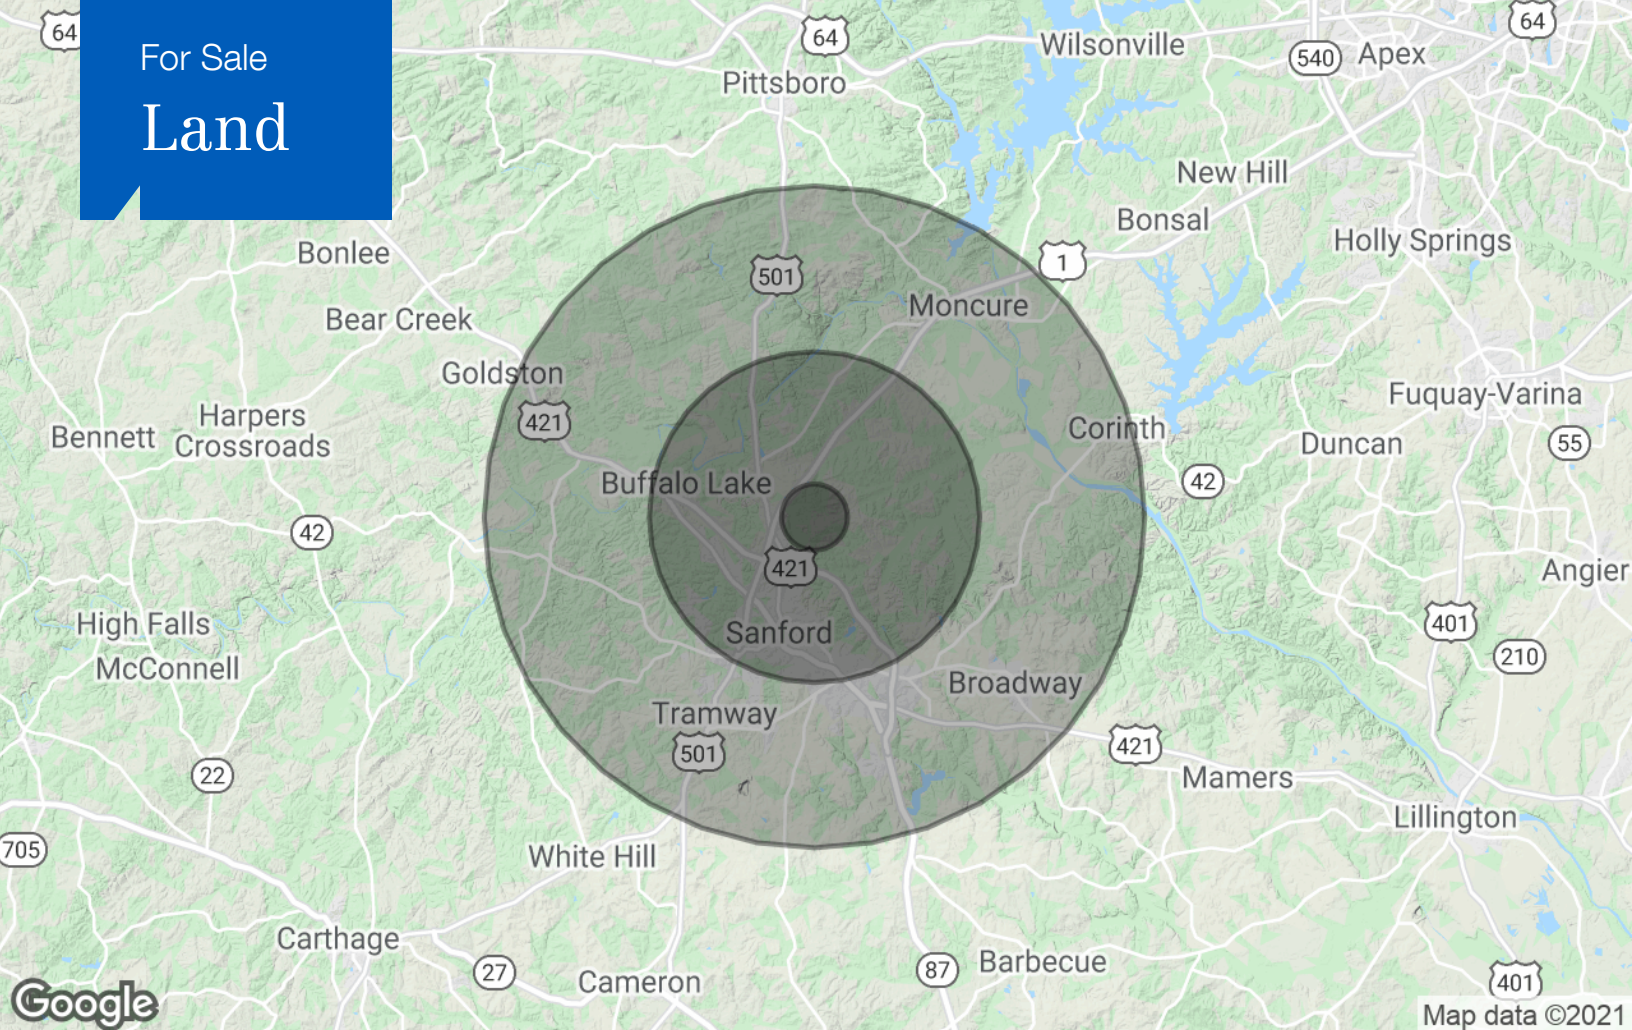 For Sale
Land
64
64
64
Wilsonville
540
Apex
Pittsboro
New Hill
Bonsal
Holly Springs
Bonlee
1
501
Moncure
Bear Creek
Goldston
Fuquay-Varina
Harpers
Crossroads
421
Bennett
Corinth
Duncan
55
Buffalo Lake
42
42
421
Angier
High Falls
401
Sanford
210
McConnell
Broadway
Tramway
501
421
22
Mamers
Lillington
705
White Hill
Carthage
27
Cameron
87
Barbecue
401
Google
Map data ©2021